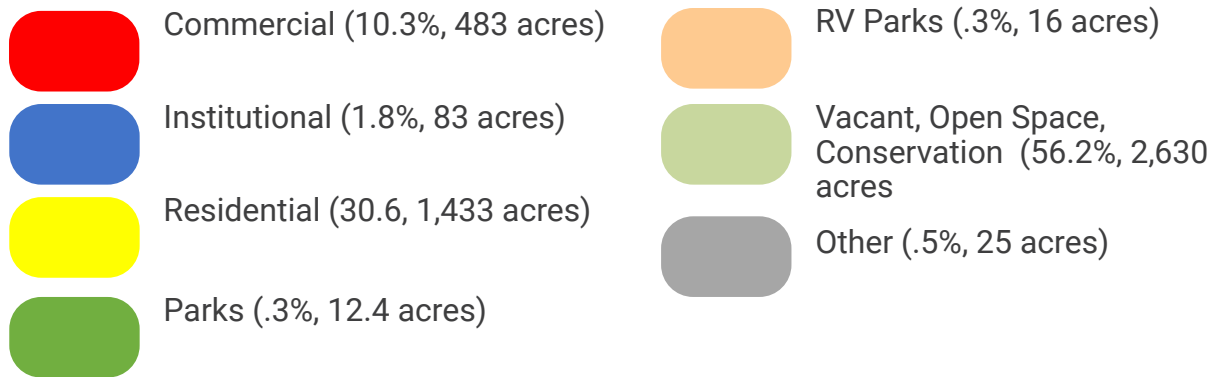 Commercial (10.3%, 483 acres)
Institutional (1.8%, 83 acres)
Residential (30.6, 1,433 acres)
Parks (.3%, 12.4 acres)
RV Parks (.3%, 16 acres)
Vacant, Open Space,
Conservation  (56.2%, 2,630
acres
Other (.5%, 25 acres)